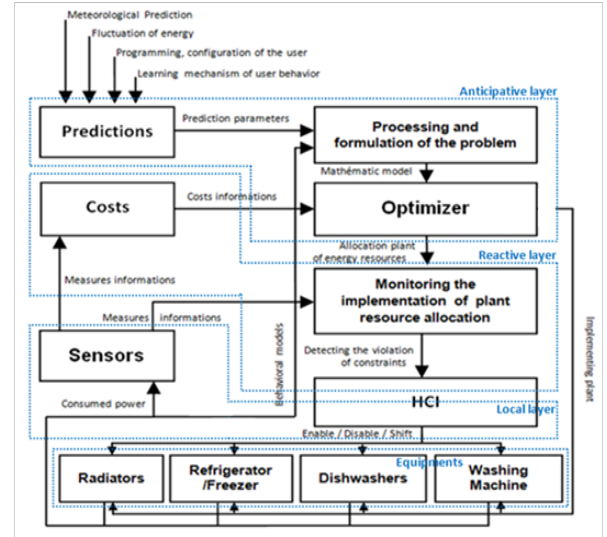 Meteorological Prediction
Fluctuation of energy
Programming, configuration of the user
Learning mechanism of user behavior
Anticipative layer
Predictions
Prediction parameters
Processing and
formulation of the problem
Mathématic model
Costs
Costs informations
Optimizer
Allocation plant
of energy resources
Reactive layer
Measures informations
Monitoring the
implementation of plant
resource allocation
Measures informations
Sensors
Behavioral models
Implementing plant
Detecting the violation
of constraints
HCI
Consumed power
Local layer
Enable / Disable / Shift
Equipments
Radiators
Refrigerator
/Freezer
Dishwashers
Washing
Machine